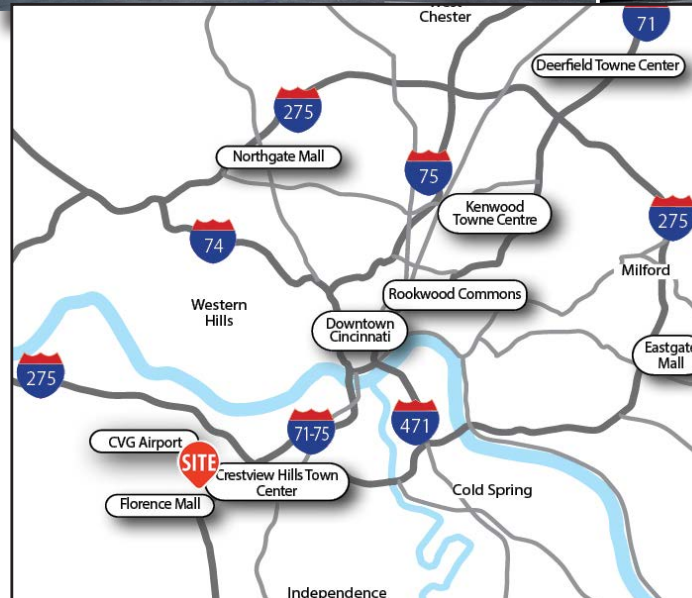 Chester
71
Deerfield Towne Center
275
Northgate Mall
75
Kenwood
Towne Centre
275
74
Milford
Rookwood Commons
Western
Hills
Downtown
Cincinnati
Eastgate
Mall
275
71-75
471
CVG Airport
SITE
Crestview Hills Town
Center
Cold Spring
Florence Mall
Independence